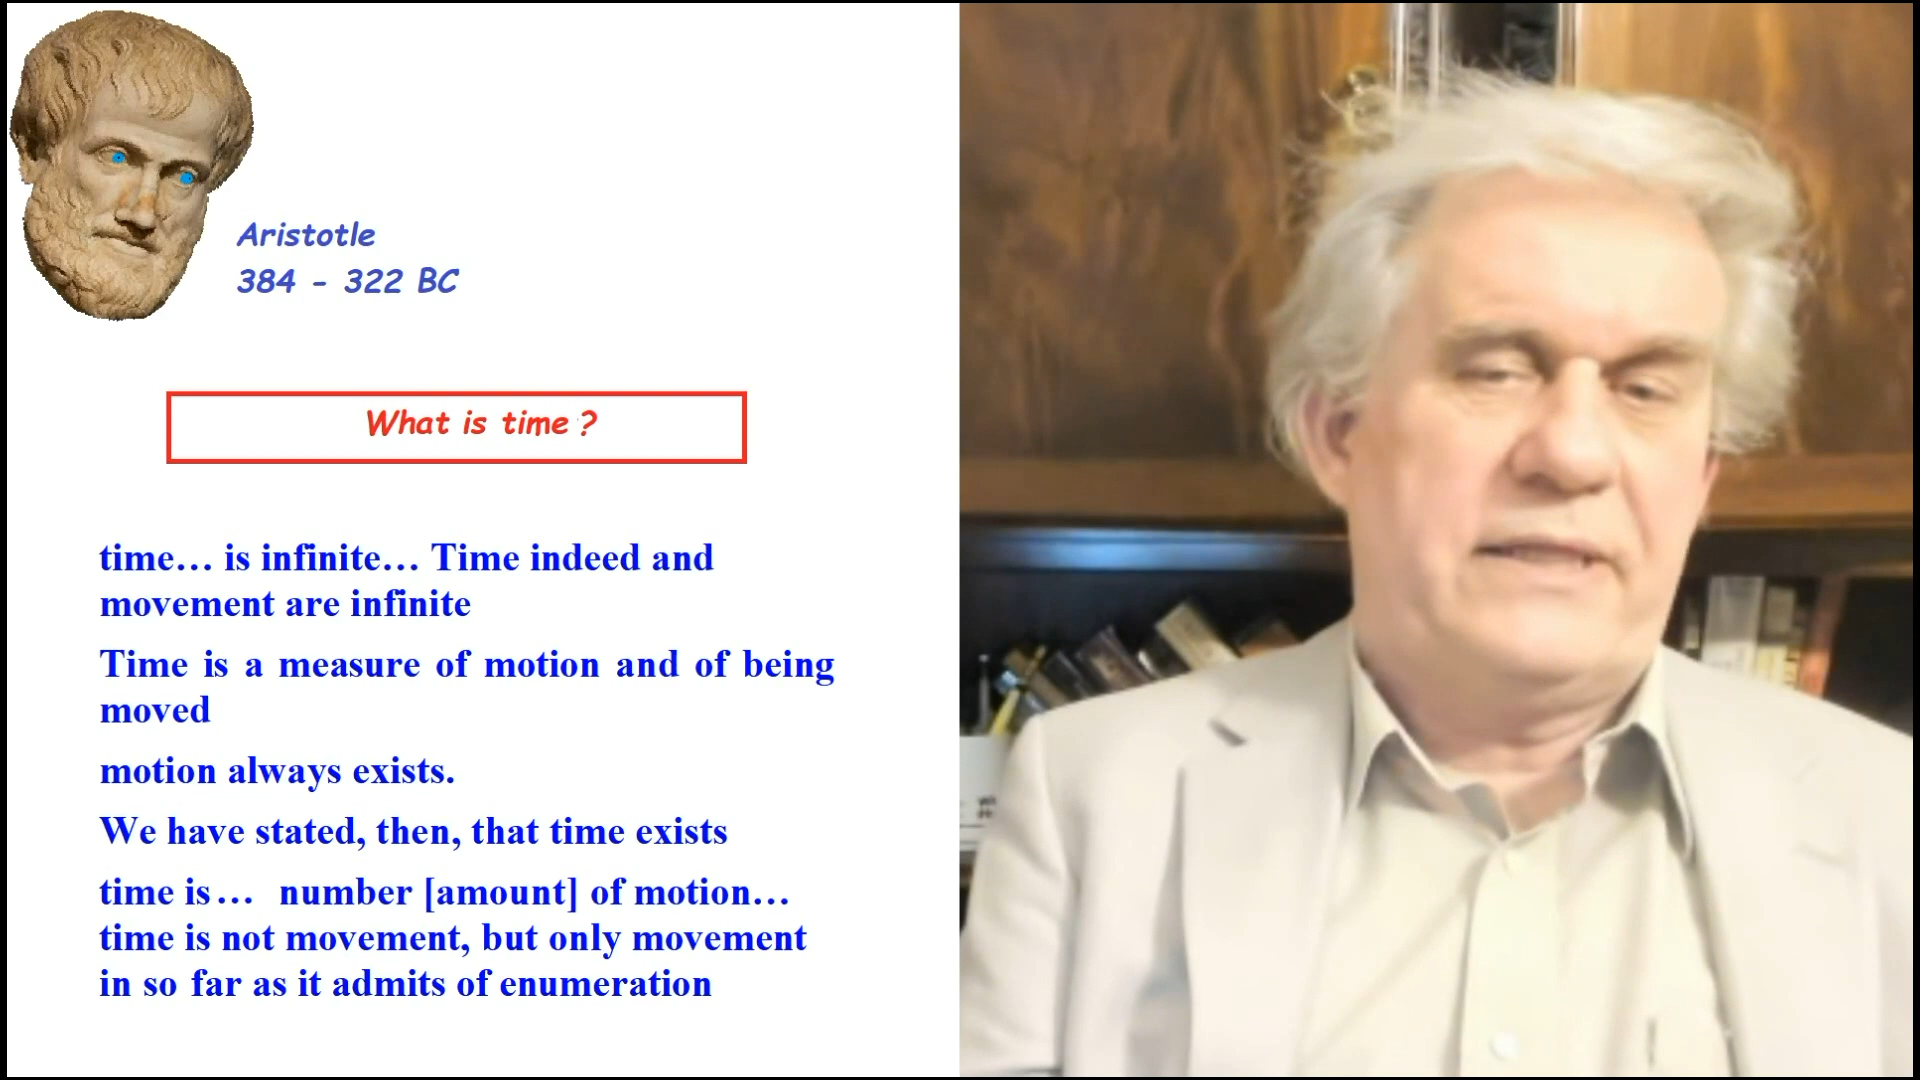 Aristotle
384 - 322 BC
What is time ?
time… is infinite… Time indeed and
movement are infinite
Time is a measure of motion and of being
moved
motion always exists.
We have stated, then, that time exists
time is… number [amount] of motion…
time is not movement, but only movement
in so far as it admits of enumeration